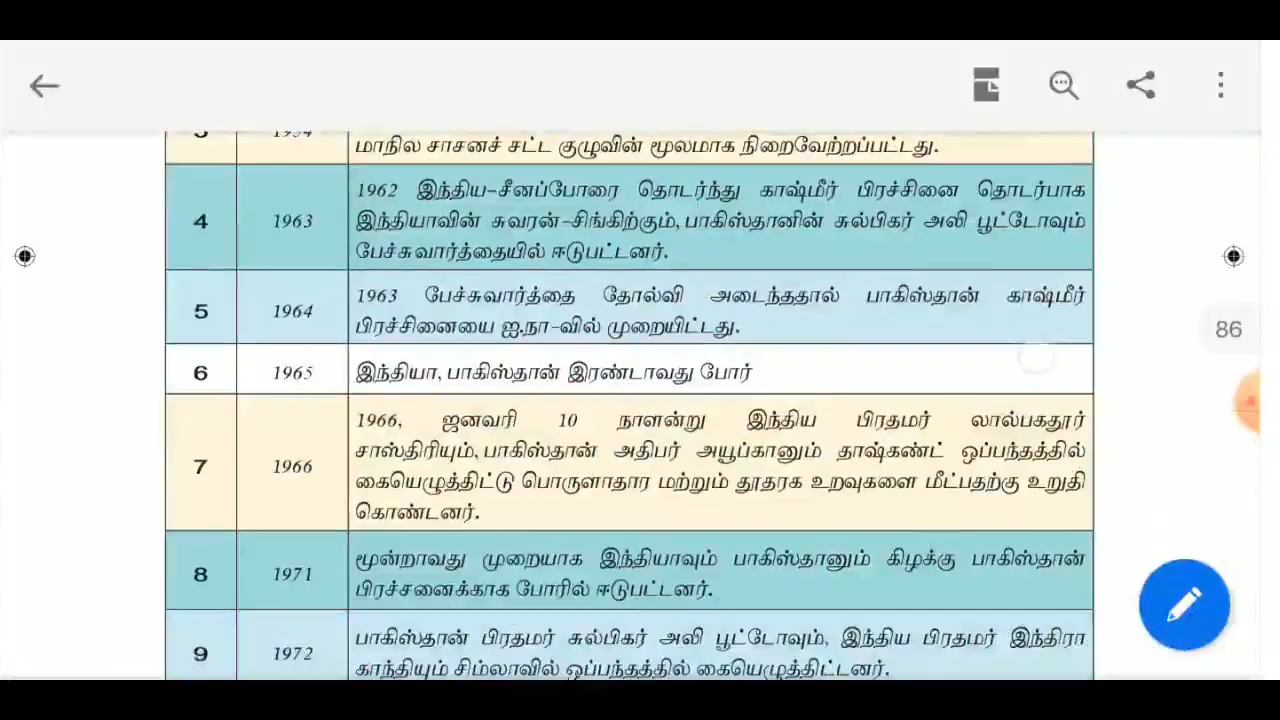 மாநில சாசனச் சட்ட குழுவின் மூலமாக நிறைவேற்றப்பட்டது.
4 1963 1962 இந்திய-சீனப்போரை தொடர்ந்து காஷ்மீர் பிரச்சினை தொடர்பாக
இந்தியாவின் சுவரன்-சிங்கிற்கும், பாகிஸ்தானின் சுல்பிகர் அலி பூட்டோவும்
பேச்சுவார்த்தையில் ஈடுபட்டனர்.
5 1964 1963 பேச்சுவார்த்தை தோல்வி அடைந்ததால் பாகிஸ்தான் காஷ்மீர்
பிரச்சினையை ஐ.நா-வில் முறையிட்டது.
86
6 1965 இந்தியா, பாகிஸ்தான் இரண்டாவது போர்
7 1966 1966, ஜனவரி 10 நாளன்று இந்திய பிரதமர் லால்பகதூர்
சாஸ்திரியும், பாகிஸ்தான் அதிபர் அயூப்கானும் தாஷ்கண்ட் ஒப்பந்தத்தில்
கையெழுத்திட்டு பொருளாதார மற்றும் தூதரக உறவுகளை மீட்பதற்கு உறுதி
கொண்டனர்.
8 1971 மூன்றாவது முறையாக இந்தியாவும் பாகிஸ்தானும் கிழக்கு பாகிஸ்தான்
பிரச்சனைக்காக போரில் ஈடுபட்டனர்.
9 1972 பாகிஸ்தான் பிரதமர் சுல்பிகர் அலி பூட்டோவும், இந்திய பிரதமர் இந்திரா
காந்தியும் சிம்லாவில் ஒப்பந்தத்தில் கையெழுத்திட்டனர்.